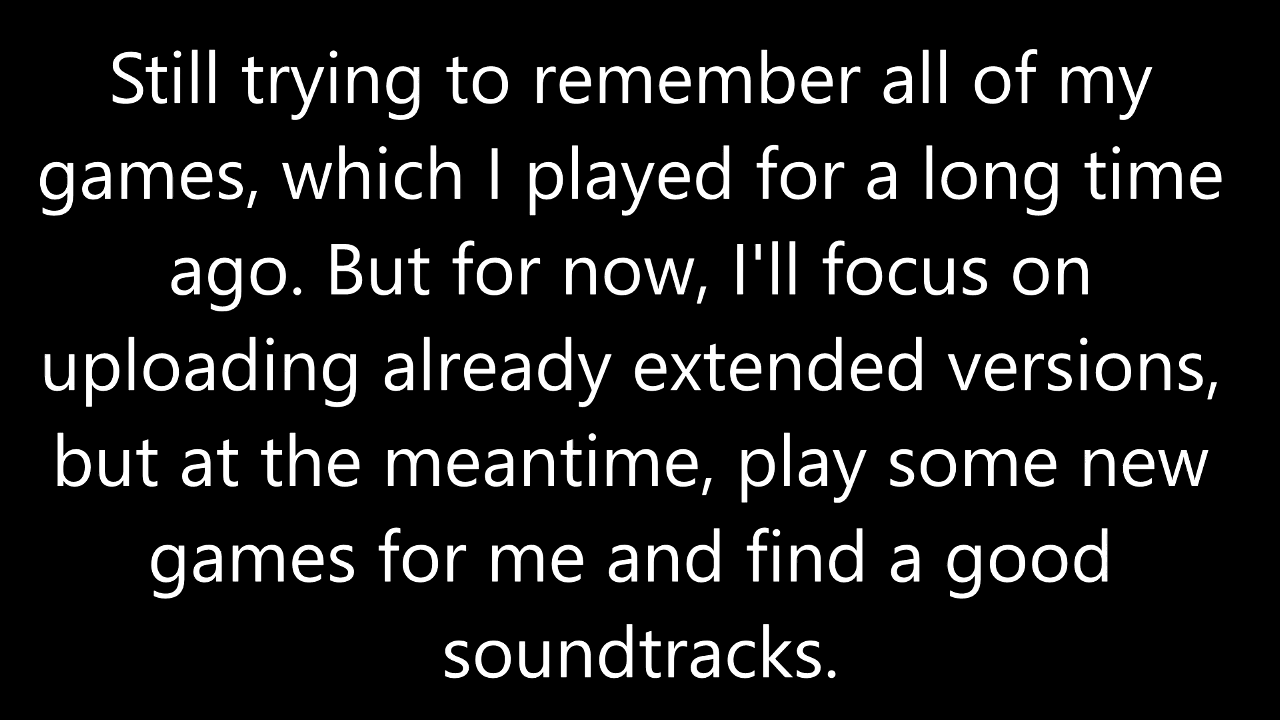 Still trying to remember all of my
games, which I played for a long time
ago. But for now, I'll focus on
uploading already extended versions,
but at the meantime, play some new
games for me and find a good
soundtracks.